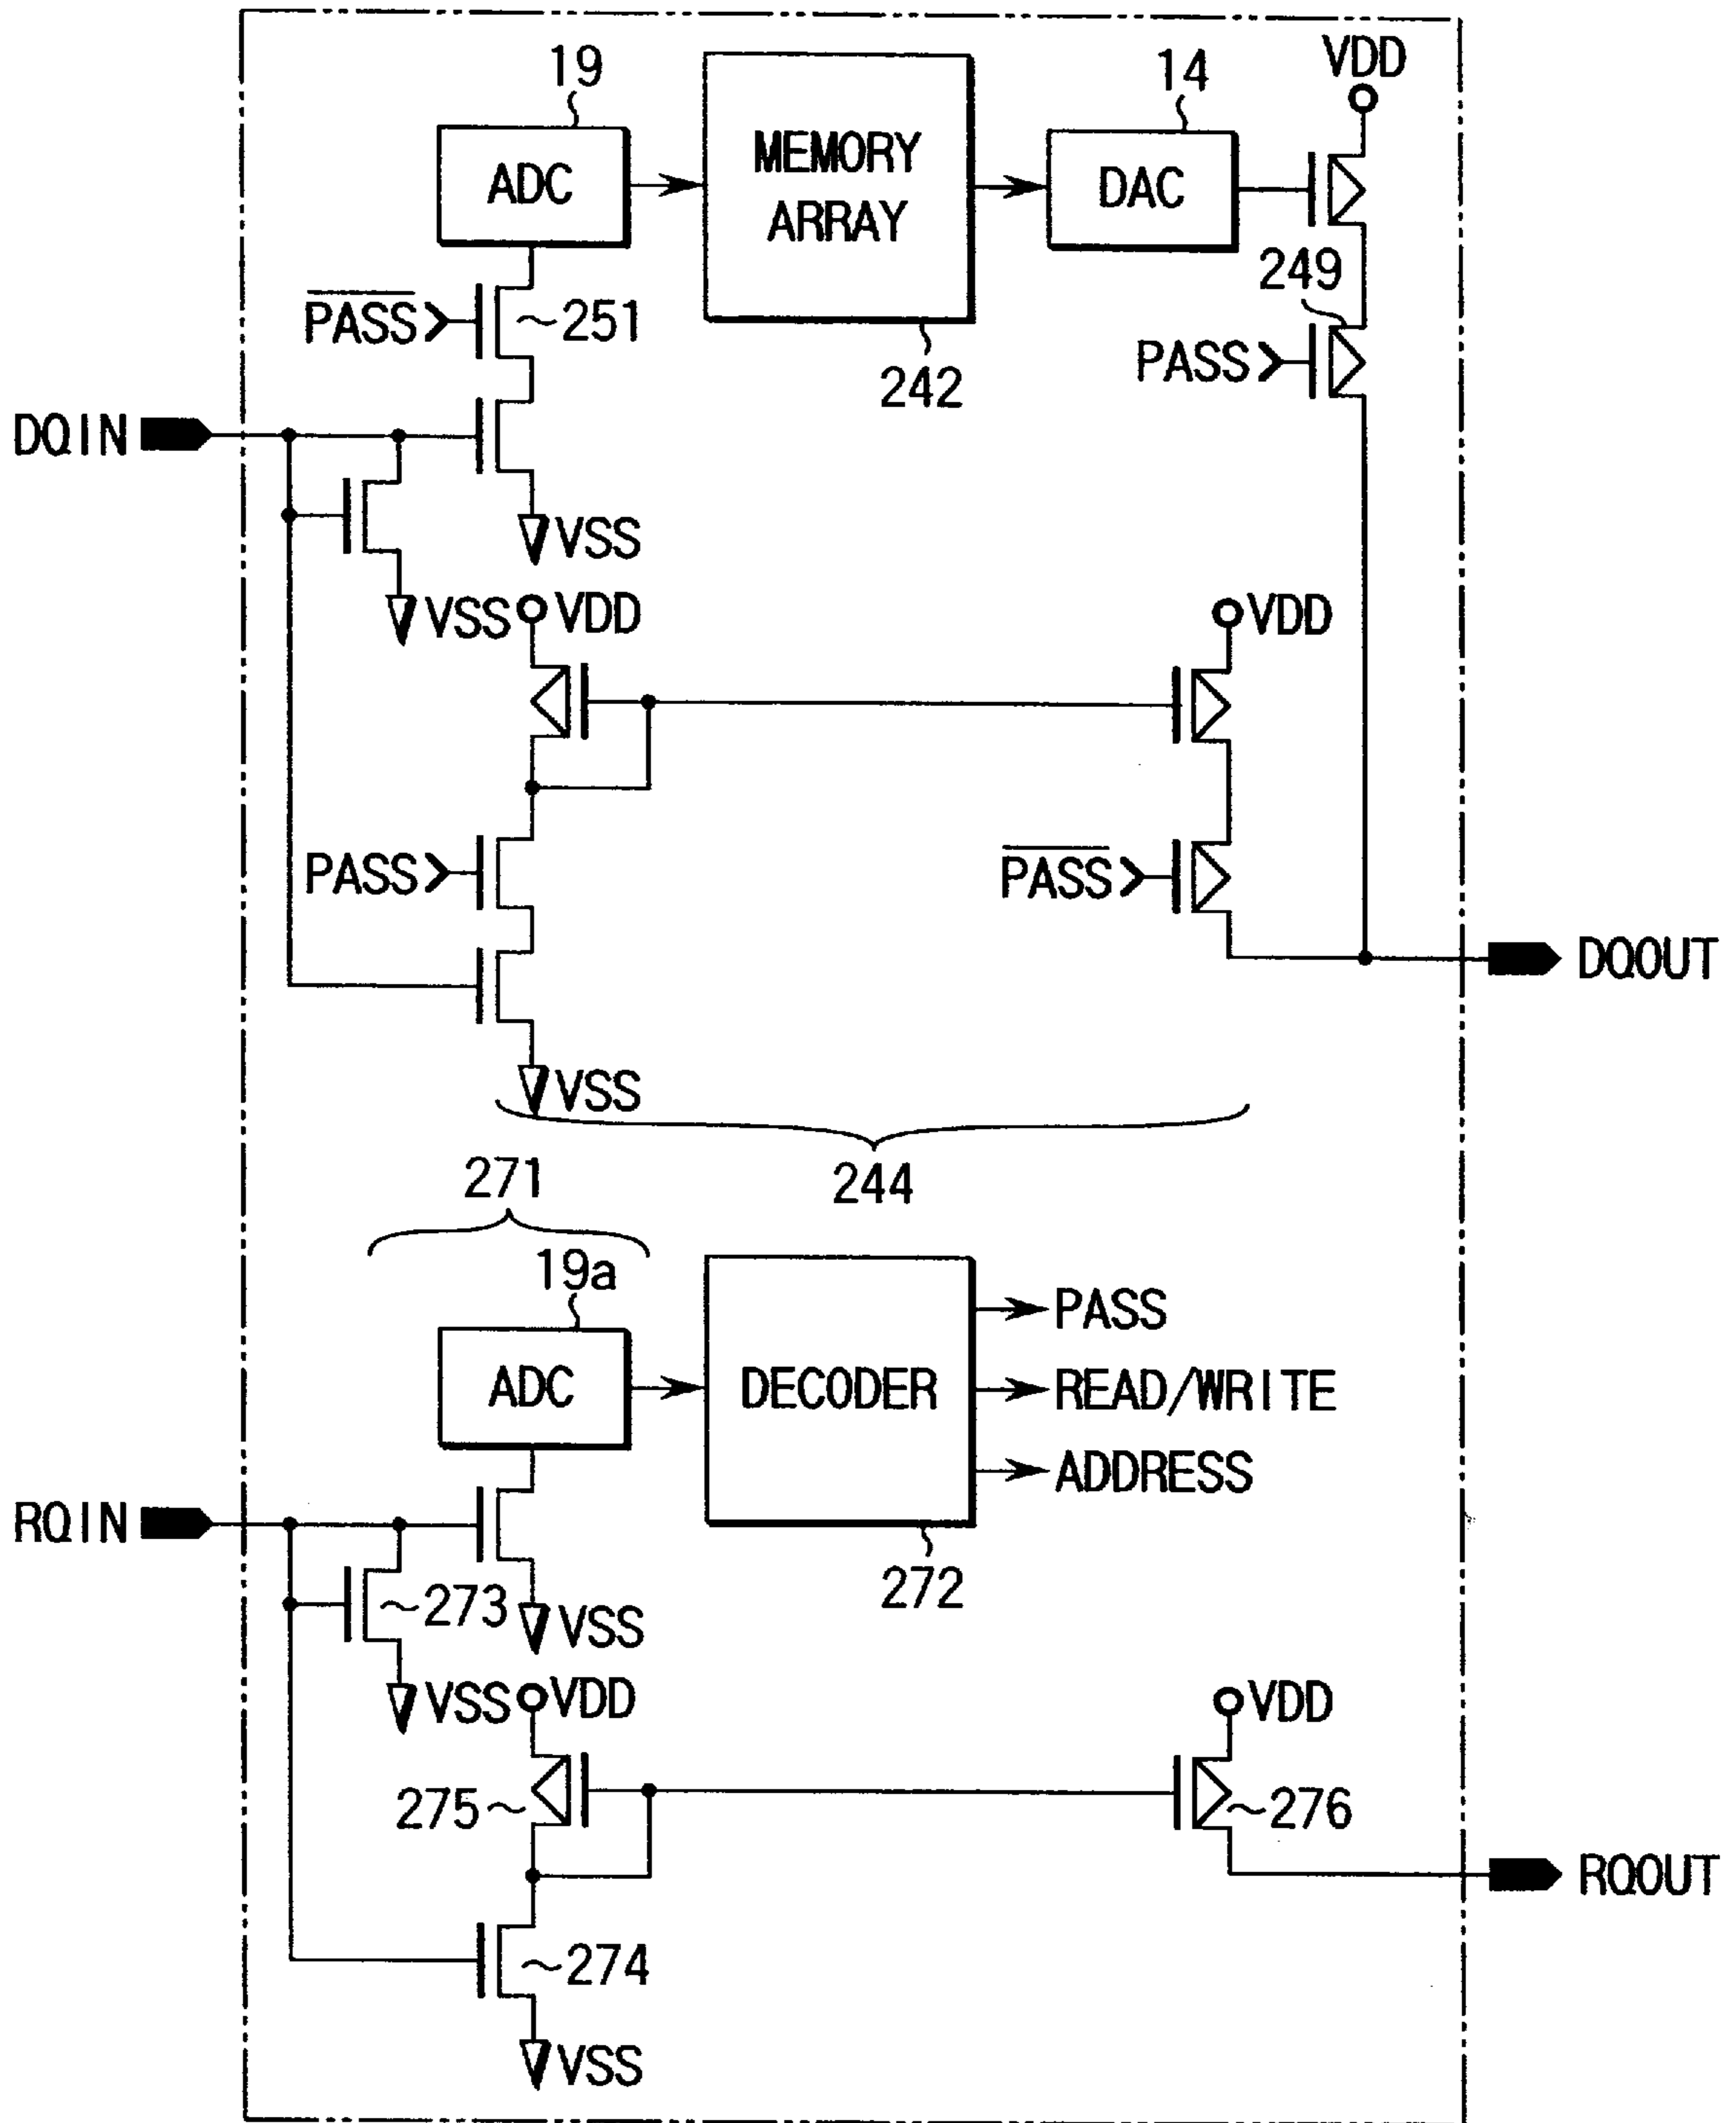 19
14
VDD
ADC
MEMORY
ARRAY
DAC
249
PASS
251
242
PASS
DQIN
VSS
VSS
VDD
VDD
PASS
PASS
DQOUT
VSS
244
271
19a
PASS
ADC
DECODER
READ/WRITE
ADDRESS
RQIN
273
272
VSS
VSS
VDD
VDD
275
276
RQOUT
274
VSS